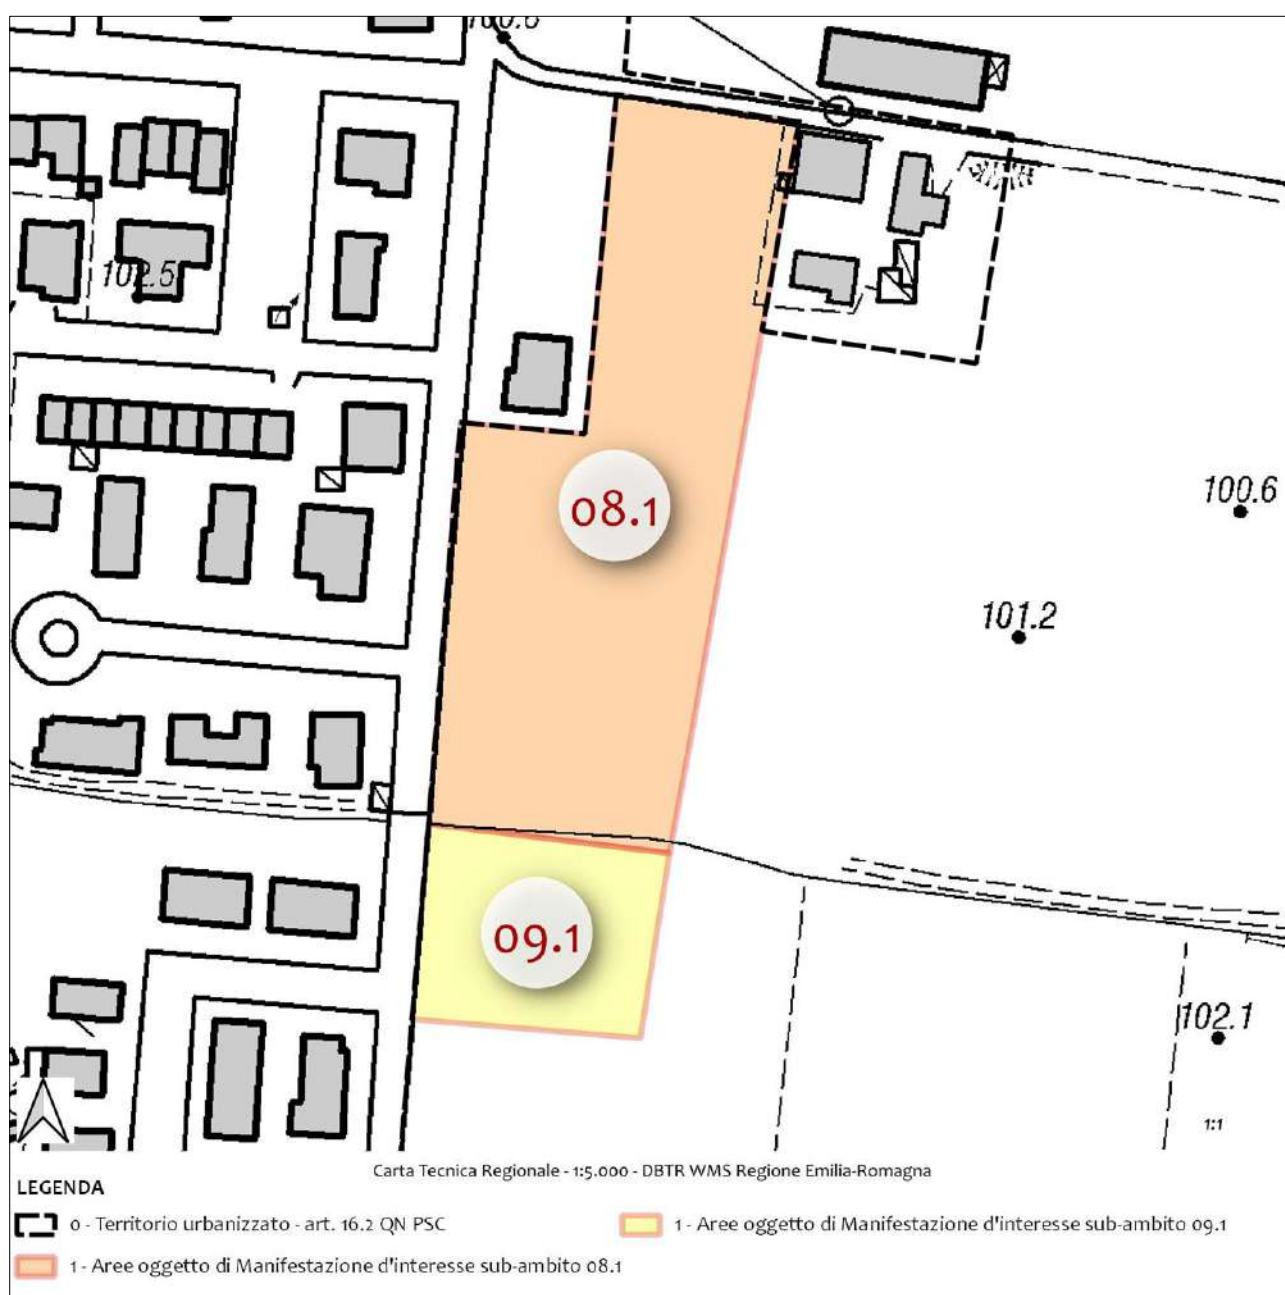 100.6
102.5
08.1
100.6
101.2
09.1
102.1
1:1
Carta Tecnica Regionale - 1:5.000 - DBTR WMS Regione Emilia-Romagna
LEGENDA
0 - Territorio urbanizzato - art. 16.2 QN PSC
1 - Aree oggetto di Manifestazione d'interesse sub-ambito 09.1
1 - Aree oggetto di Manifestazione d'interesse sub-ambito 08.1